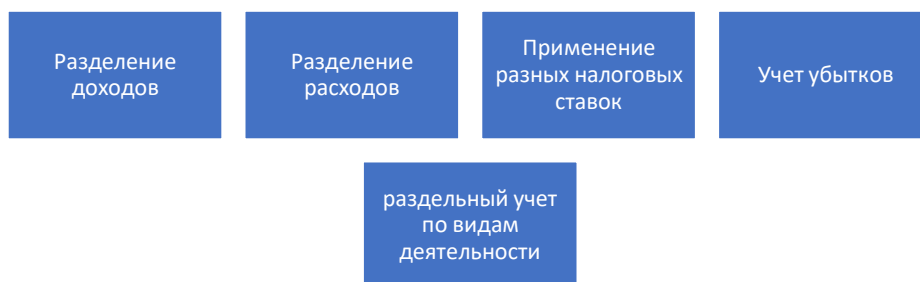 Разделение
доходов
Разделение
расходов
Применение
разных налоговых
ставок
Учет убытков
раздельный учет
по видам
деятельности